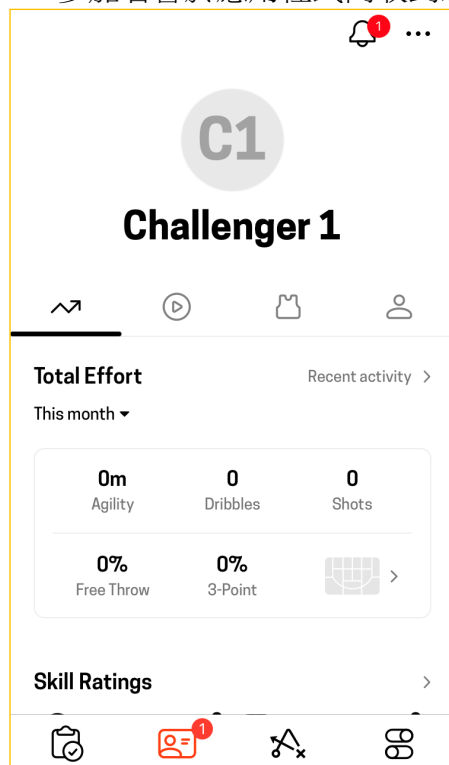 1
C1
Challenger 1
Total Effort
Recent activity
This month
0m 0 0
Agility Dribbles Shots
0% 0%
Free Throw 3-Point
Skill Ratings
1